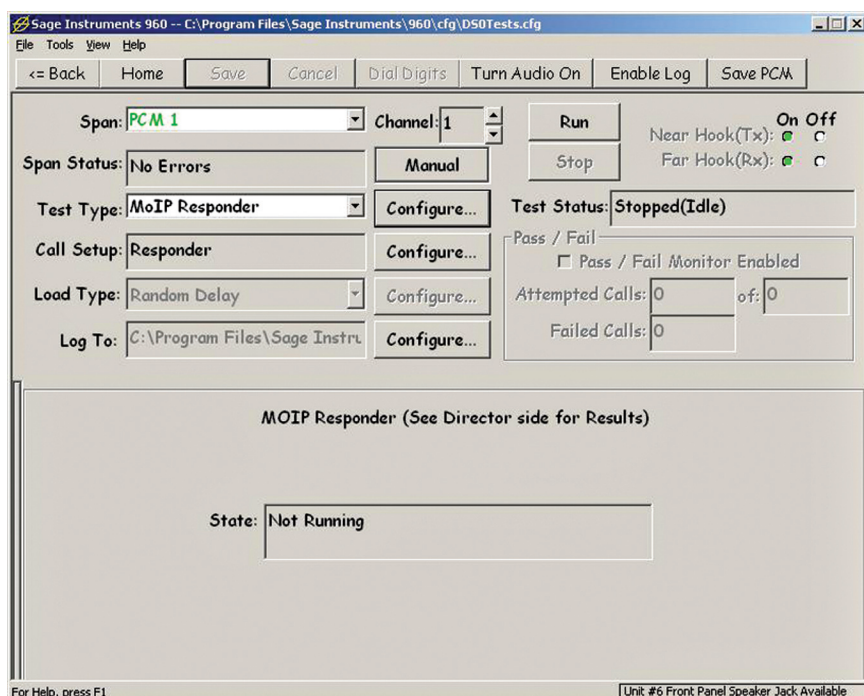 Sage Instruments 960 -- C:\Program Files\Sage Instruments\960\cfg\DS0Tests.cfg
File Tools View Help
<= Back Home Save Cancel Dial Digits Turn Audio On Enable Log Save PCM
Span: PCM 1 Channel: 1 Run On Off
Near Hook(Tx):
Span Status: No Errors Manual Stop Far Hook(Rx):
Test Type: MoIP Responder Configure... Test Status: Stopped(Idle)
Pass / Fail
Call Setup: Responder Configure... Pass / Fail Monitor Enabled
Load Type: Random Delay Configure... Attempted Calls: 0 of: 0
Failed Calls: 0
Log To: C:\Program Files\Sage Instru Configure...
MOIP Responder (See Director side for Results)
State: Not Running
For Help, press F1 Unit #6 Front Panel Speaker Jack Available